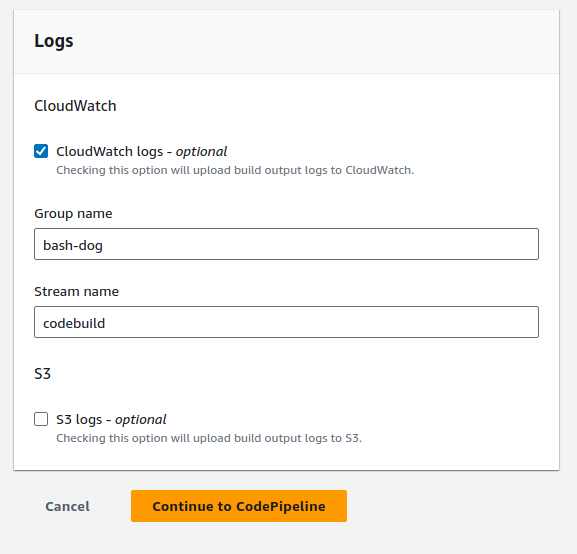 Logs
CloudWatch
CloudWatch logs - optional
Checking this option will upload build output logs to CloudWatch.
Group name
bash-dog
Stream name
codebuild
S3
S3 logs - optional
Checking this option will upload build output logs to S3.
Cancel Continue to CodePipeline